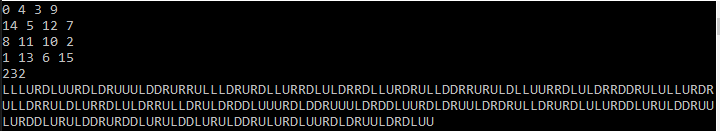 0 4 3 9
14 5 12 7
8 11 10 2
1 13 6 15
232
LLLURDLUURDLDRUUULDDRURRULLLDRURDLLURRDLULDRRDLLURDRULLDDRRURULDLLUURRDLULDRRDDRULULLURDR
ULLDRRULDLURRDLULDRRULLDRULDRDDLUUURDLDDRUUULDRDDLUURDLDRUULDRDRULLDRURDLULURDDLURULDDRUU
LURDDLURULDDRURDDLURULDDLURULDDRULURDLUURDLDRUULDRDLUU